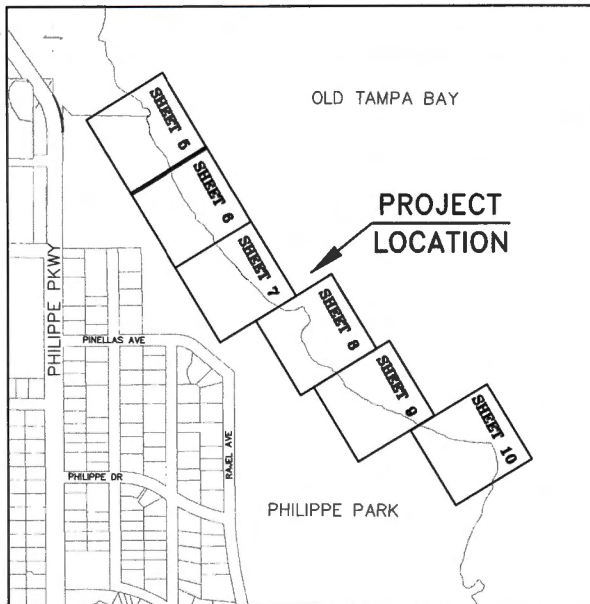 OLD TAMPA BAY
SHEET 5
SHEET 6
PROJECT
LOCATION
SHEET 7
PHILIPPE PKWY
SHEET 8
PINELLAS AVE
SHEET 9
SHEET 10
RAJEL AVE
PHILIPPE DR
PHILIPPE PARK